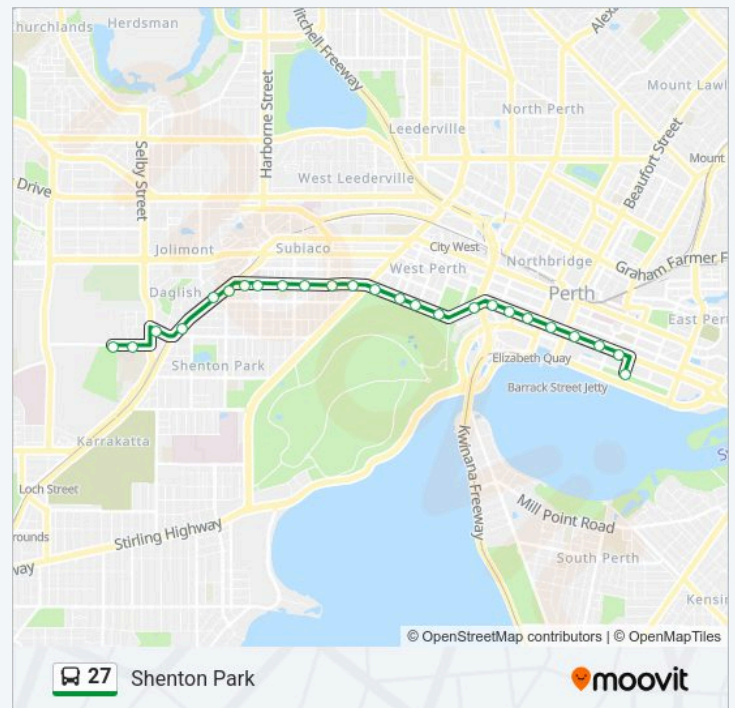 hurchlands
Herdsman
Mitchell Freeway
Alex
Mount Lawl
North Perth
Harborne Street
Leederville
Selby Street
Beaufort Street
Mount
West Leederville
Drive
Jolimont
Subiaco
City West
Northbridge
Graham Farmer F
West Perth
Daglish
Perth
East Per
Elizabeth Quay
Shenton Park
Barrack Street Jetty
Karrakatta
Kwinana Freeway
Loch Street
Mill Point Road
Stirling Highway
rounds
way
South Perth
Kensin
© OpenStreetMap contributors | © OpenMapTiles
27 Shenton Park
moovit